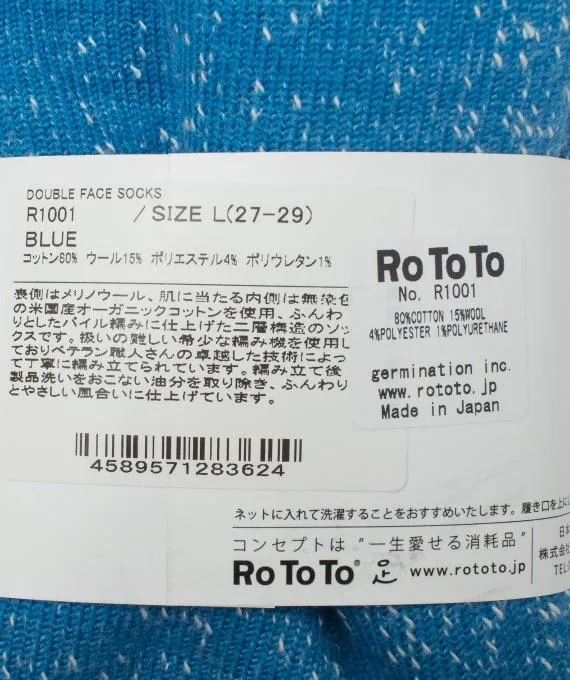 DOUBLE FACE SOCKS
R1001 / SIZE L(27-29)
BLUE
コットン80% ウール15% ポリエステル4% ポリウレタン1%
表側はメリノウール、肌に当たる内側は無染色
の米国産オーガニックコットンを使用、ふんわ
りとしたパイル編みに仕上げた二層構造のソッ
クスです。扱いの難しい希少な編み機を使用し
ておりベテラン職人さんの卓越した技術によっ
て丁寧に編み立てられています。編み立て後
製品洗いをおこない油分を取り除き、ふんわり
とやさしい風合いに仕上げています。
4589571283624
RoToTo
No. R1001
80%COTTON 15%WOOL
4%POLYESTER 1%POLYURETHANE
germination inc.
www.rototo.jp
Made in Japan
ネットに入れて洗濯することをおすすめいたします。履き口を上に
コンセプトは “一生愛せる消耗品”
RoToTo® 足 www.rototo.jp
日本
株式会社
TEL